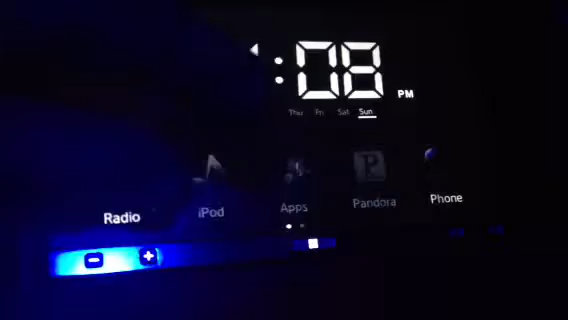 :08 PM
Thu Fri Sat Sun
Radio iPod Apps Pandora Phone
- +